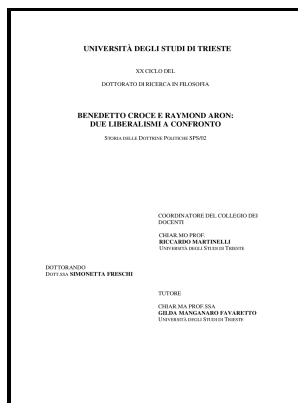 UNIVERSITÀ DEGLI STUDI DI TRIESTE
XX CICLO DEL
DOTTORATO DI RICERCA IN FILOSOFIA
BENEDETTO CROCE E RAYMOND ARON:
DUE LIBERALISMI A CONFRONTO
STORIA DELLE DOTTRINE POLITICHE SPS/02
COORDINATORE DEL COLLEGIO DEI
DOCENTI
CHIAR.MO PROF.
RICCARDO MARTINELLI
UNIVERSITÀ DEGLI STUDI DI TRIESTE
DOTTORANDO
DOTT.SSA SIMONETTA FRESCHI
TUTORE
CHIAR.MA PROF.SSA
GILDA MANGANARO FAVARETTO
UNIVERSITÀ DEGLI STUDI DI TRIESTE